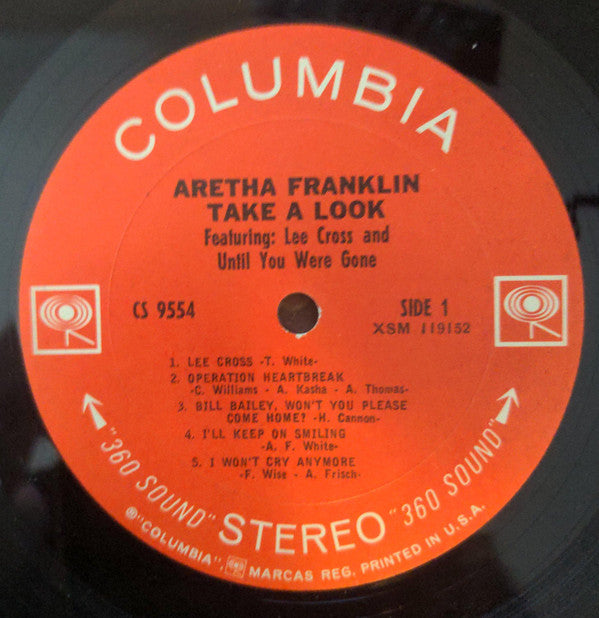 COLUMBIA
ARETHA FRANKLIN
TAKE A LOOK
Featuring: Lee Cross and
Until You Were Gone
CS 9554
SIDE 1
XSM 119152
1. LEE CROSS -T. White-
2. OPERATION HEARTBREAK
-C. Williams - A. Kasha - A. Thomas-
3. BILL BAILEY, WON'T YOU PLEASE
COME HOME? -H. Cannon-
4. I'LL KEEP ON SMILING
-A. F. White-
5. I WON'T CRY ANYMORE
-F. Wise - A. Frisch-
"360 SOUND" STEREO "360 SOUND"
®"COLUMBIA", MARCAS REG. PRINTED IN U.S.A.